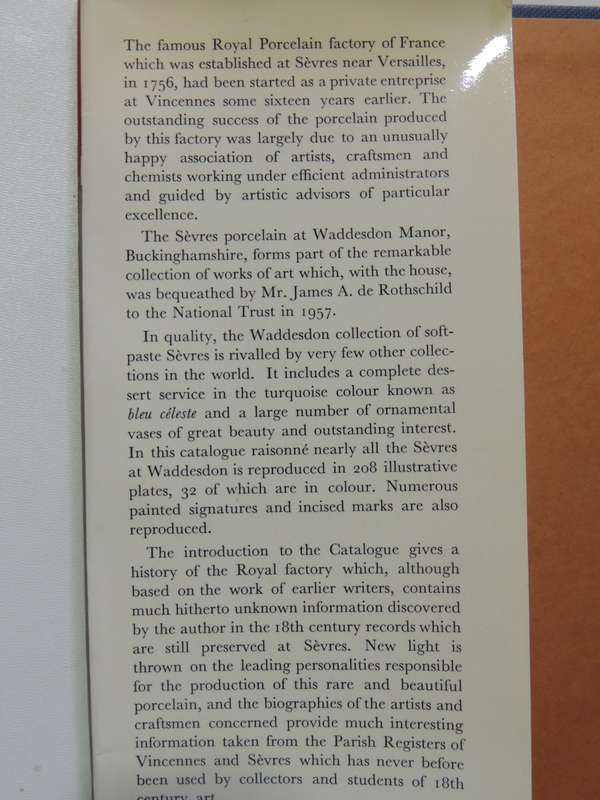 The famous Royal Porcelain factory of France
which was established at Sèvres near Versailles,
in 1756, had been started as a private entreprise
at Vincennes some sixteen years earlier. The
outstanding success of the porcelain produced
by this factory was largely due to an unusually
happy association of artists, craftsmen and
chemists working under efficient administrators
and guided by artistic advisors of particular
excellence.
The Sèvres porcelain at Waddesdon Manor,
Buckinghamshire, forms part of the remarkable
collection of works of art which, with the house,
was bequeathed by Mr. James A. de Rothschild
to the National Trust in 1957.
In quality, the Waddesdon collection of soft-
paste Sèvres is rivalled by very few other collec-
tions in the world. It includes a complete des-
sert service in the turquoise colour known as
bleu céleste and a large number of ornamental
vases of great beauty and outstanding interest.
In this catalogue raisonné nearly all the Sèvres
at Waddesdon is reproduced in 208 illustrative
plates, 32 of which are in colour. Numerous
painted signatures and incised marks are also
reproduced.
The introduction to the Catalogue gives a
history of the Royal factory which, although
based on the work of earlier writers, contains
much hitherto unknown information discovered
by the author in the 18th century records which
are still preserved at Sèvres. New light is
thrown on the leading personalities responsible
for the production of this rare and beautiful
porcelain, and the biographies of the artists and
craftsmen concerned provide much interesting
information taken from the Parish Registers of
Vincennes and Sèvres which has never before
been used by collectors and students of 18th
century art